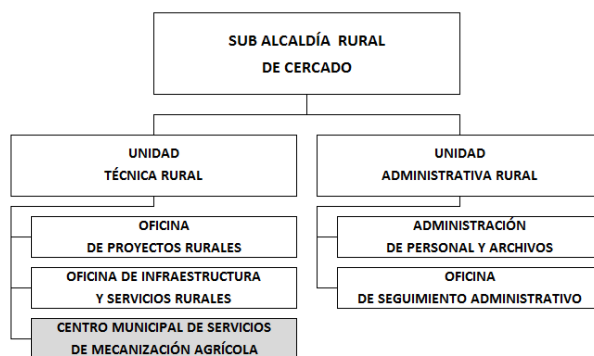 SUB ALCALDÍA RURAL
DE CERCADO
UNIDAD
TÉCNICA RURAL
UNIDAD
ADMINISTRATIVA RURAL
OFICINA
DE PROYECTOS RURALES
ADMINISTRACIÓN
DE PERSONAL Y ARCHIVOS
OFICINA DE INFRAESTRUCTURA
Y SERVICIOS RURALES
OFICINA
DE SEGUIMIENTO ADMINISTRATIVO
CENTRO MUNICIPAL DE SERVICIOS
DE MECANIZACIÓN AGRÍCOLA